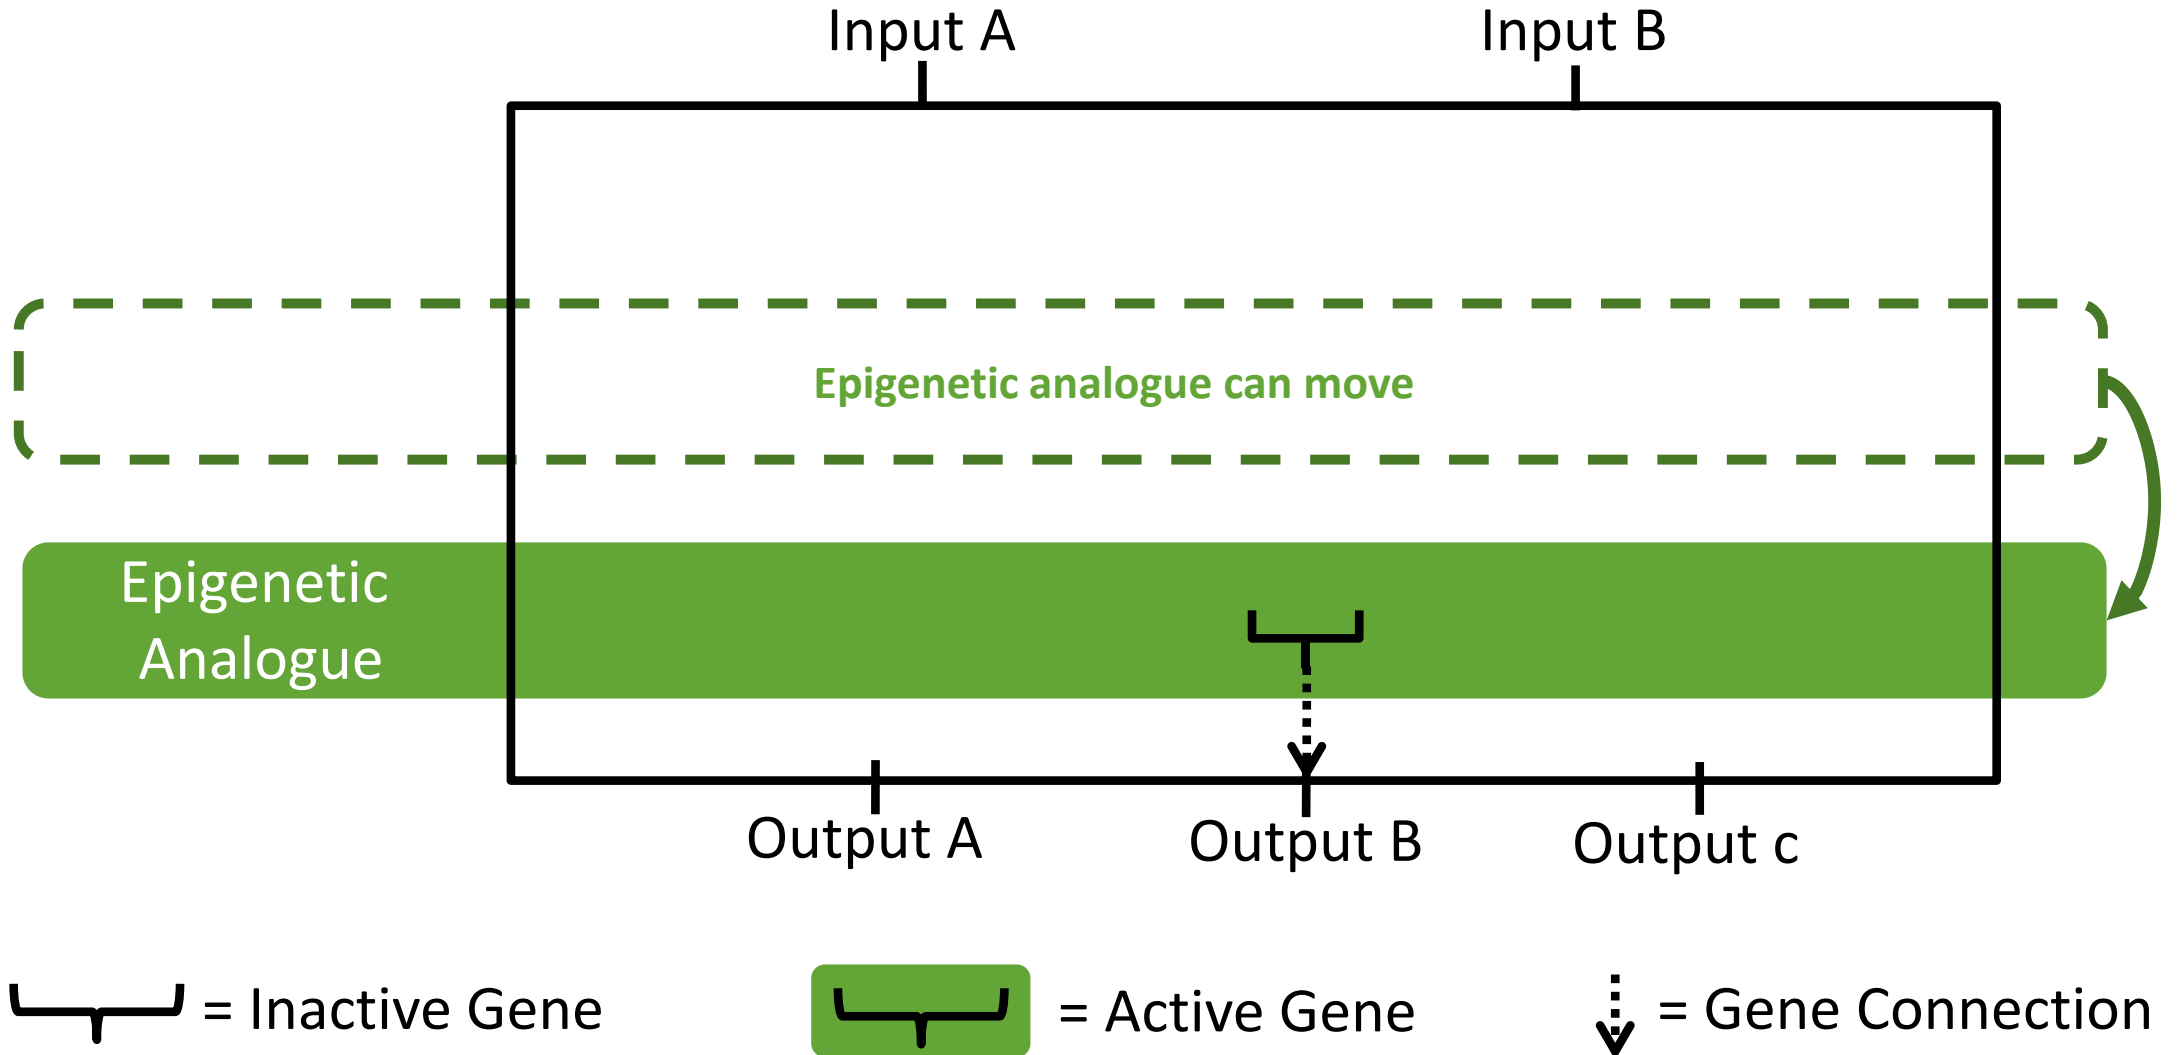 Input A
Input B
Epigenetic analogue can move
Epigenetic
Analogue
Output A
Output B
Output c
= Inactive Gene
= Active Gene
= Gene Connection